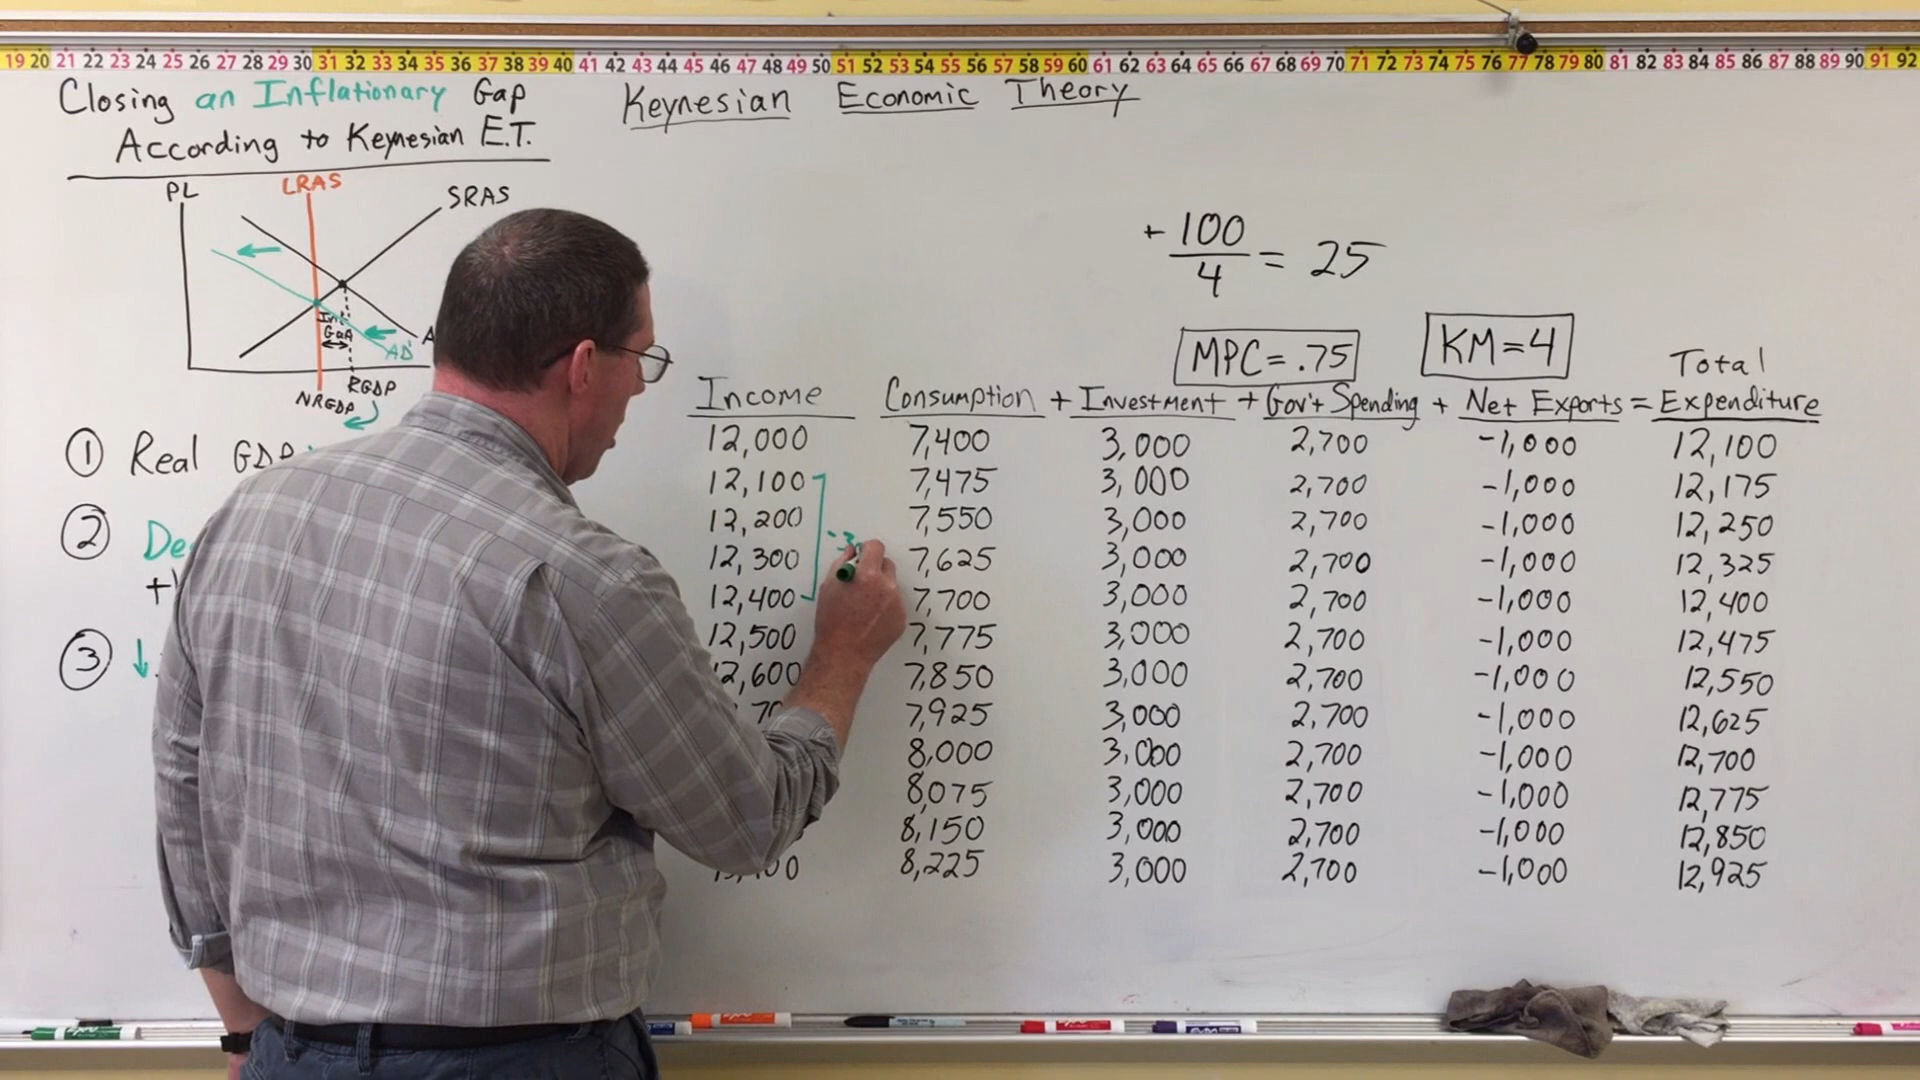 19 20 21 22 23 24 25 26 27 28 29 30 31 32 33 34 35 36 37 38 39 40 41 42 43 44 45 46 47 48 49 50 51 52 53 54 55 56 57 58 59 60 61 62 63 64 65 66 67 68 69 70 71 72 73 74 75 76 77 78 79 80 81 82 83 84 85 86 87 88 89 90 91 92
Closing an Inflationary Gap
According to Keynesian E.T.
PL
LRAS
SRAS
A
AD'
RGDP
NRGDP
① Real GDP
② De
③ ↓
Keynesian Economic Theory
+100
4
= 25
MPC = .75
KM=4
Total
Income Consumption + Investment + Gov't Spending + Net Exports = Expenditure
12,000 7,400 3,000 2,700 -1,000 12,100
12,100 7,475 3,000 2,700 -1,000 12,175
12,200 7,550 3,000 2,700 -1,000 12,250
12,300 7,625 3,000 2,700 -1,000 12,325
12,400 7,700 3,000 2,700 -1,000 12,400
12,500 7,775 3,000 2,700 -1,000 12,475
2,600 7,850 3,000 2,700 -1,000 12,550
7,925 3,000 2,700 -1,000 12,625
8,000 3,000 2,700 -1,000 12,700
8,075 3,000 2,700 -1,000 12,775
8,150 3,000 2,700 -1,000 12,850
8,225 3,000 2,700 -1,000 12,925